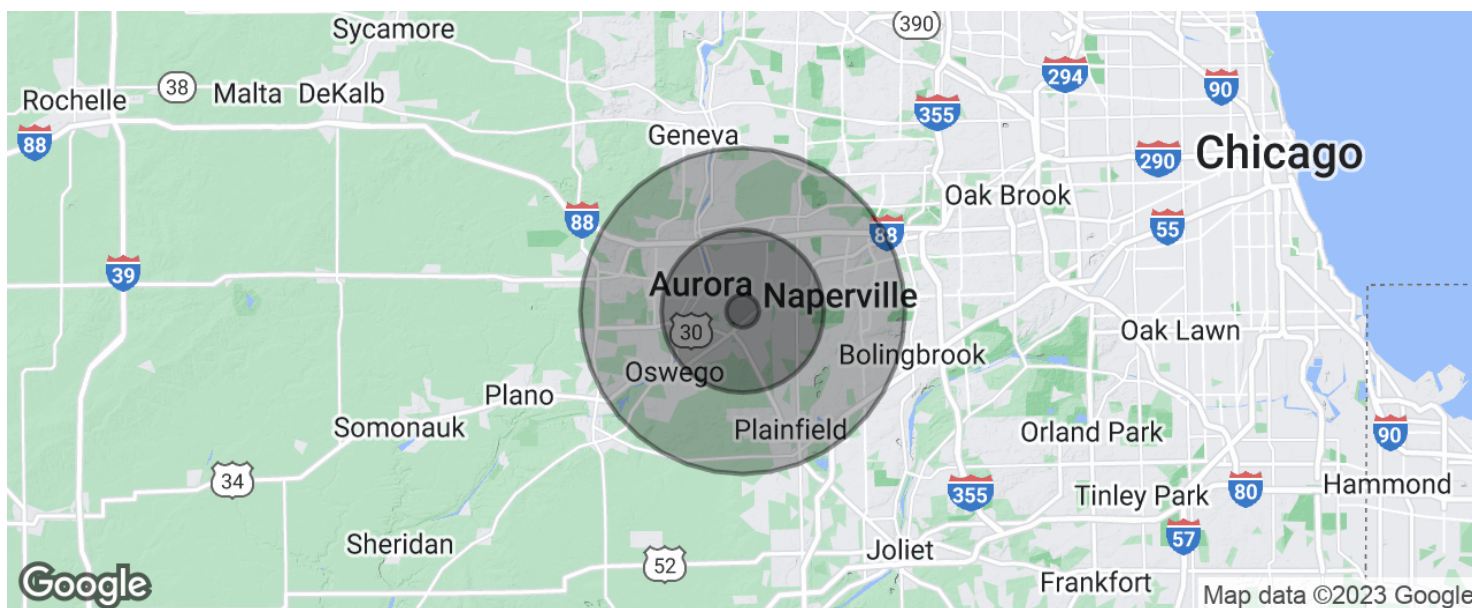 390
Sycamore
294
38
90
Rochelle
Malta
DeKalb
355
88
Geneva
290
Chicago
Oak Brook
88
88
55
39
Aurora
Naperville
30
Oak Lawn
Bolingbrook
Oswego
Plano
Somonauk
Plainfield
Orland Park
90
34
355
Tinley Park
80
Hammond
57
Sheridan
Joliet
52
Frankfort
Google
Map data ©2023 Google